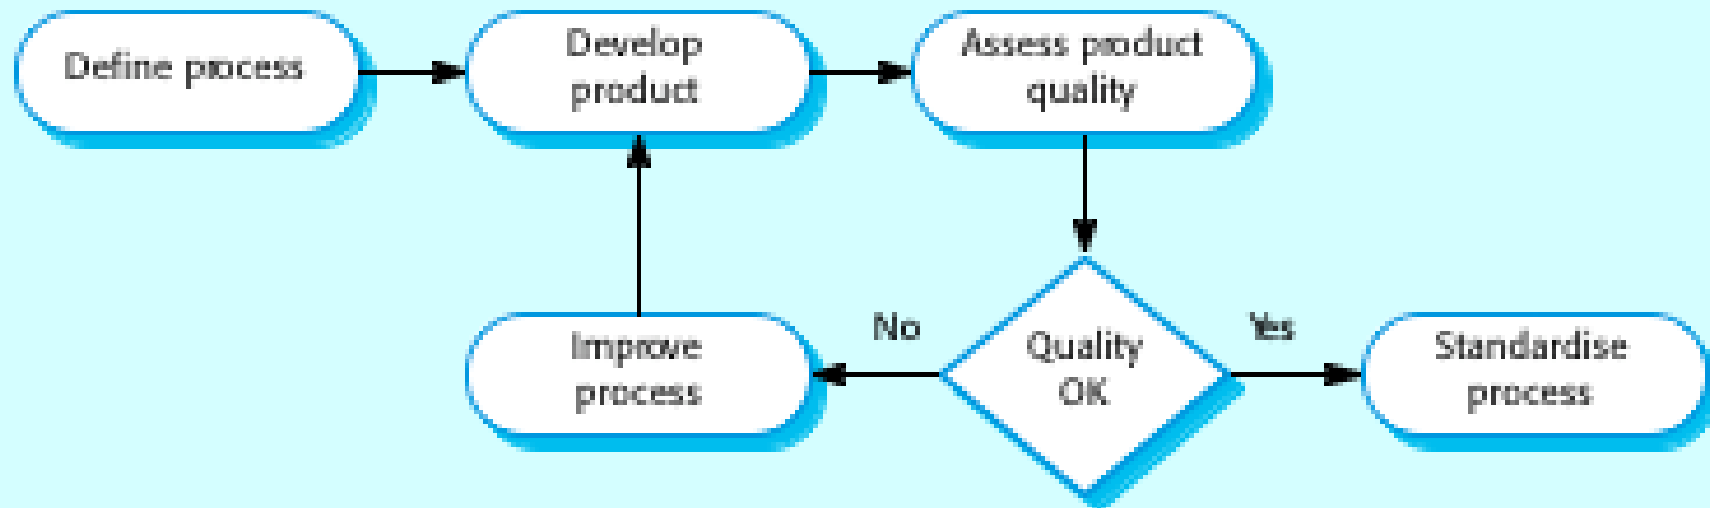 Define process
Develop
product
Assess product
quality
Improve
process
No
Quality
OK
Yes
Standardise
process